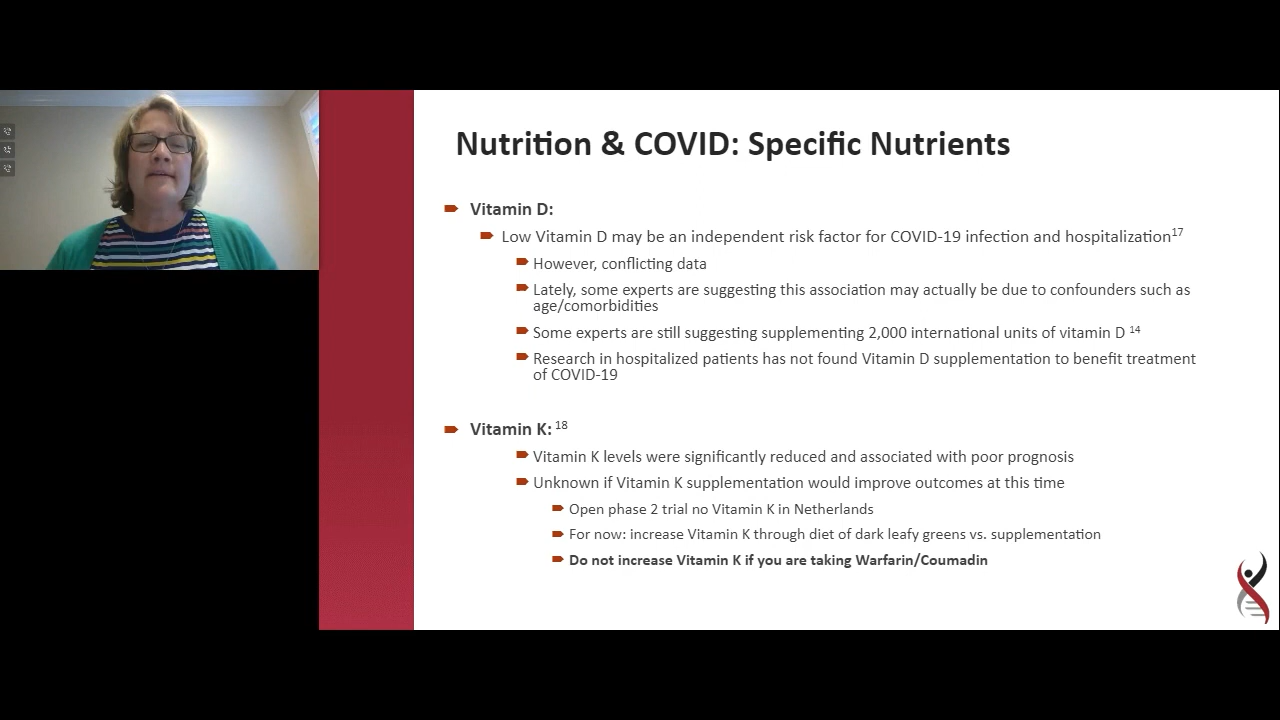 Nutrition & COVID: Specific Nutrients
Vitamin D:
Low Vitamin D may be an independent risk factor for COVID-19 infection and hospitalization17
However, conflicting data
Lately, some experts are suggesting this association may actually be due to confounders such as
age/comorbidities
Some experts are still suggesting supplementing 2,000 international units of vitamin D 14
Research in hospitalized patients has not found Vitamin D supplementation to benefit treatment
of COVID-19
Vitamin K: 18
Vitamin K levels were significantly reduced and associated with poor prognosis
Unknown if Vitamin K supplementation would improve outcomes at this time
Open phase 2 trial no Vitamin K in Netherlands
For now: increase Vitamin K through diet of dark leafy greens vs. supplementation
Do not increase Vitamin K if you are taking Warfarin/Coumadin